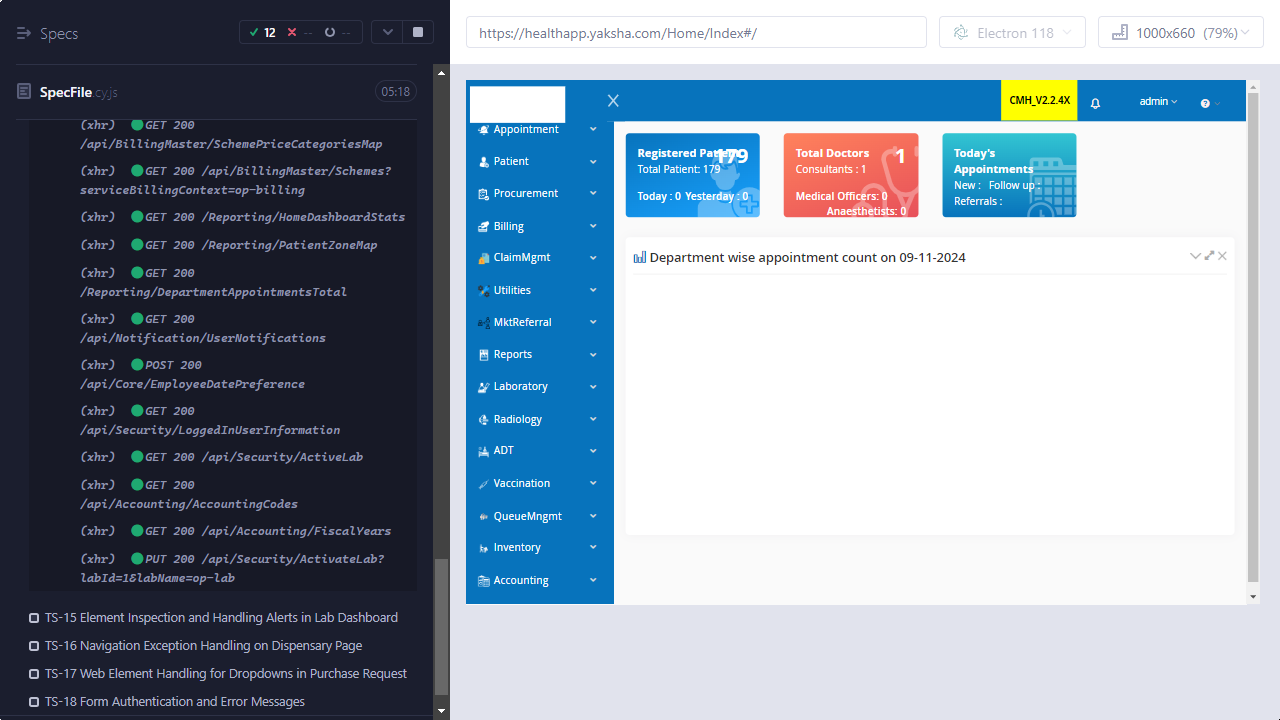 Specs
12
--
--
SpecFile.cy.js
05:18
(xhr) GET 200
/api/BillingMaster/SchemePriceCategoriesMap
(xhr) GET 200 /api/BillingMaster/Schemes?
serviceBillingContext=op-billing
(xhr) GET 200 /Reporting/HomeDashboardStats
(xhr) GET 200 /Reporting/PatientZoneMap
(xhr) GET 200
/Reporting/DepartmentAppointmentsTotal
(xhr) GET 200
/api/Notification/UserNotifications
(xhr) POST 200
/api/Core/EmployeeDatePreference
(xhr) GET 200
/api/Security/LoggedInUserInformation
(xhr) GET 200 /api/Security/ActiveLab
(xhr) GET 200
/api/Accounting/AccountingCodes
(xhr) GET 200 /api/Accounting/FiscalYears
(xhr) PUT 200 /api/Security/ActivateLab?
labId=1&labName=op-lab
TS-15 Element Inspection and Handling Alerts in Lab Dashboard
TS-16 Navigation Exception Handling on Dispensary Page
TS-17 Web Element Handling for Dropdowns in Purchase Request
TS-18 Form Authentication and Error Messages
https://healthapp.yaksha.com/Home/Index#/
Electron 118
1000x660 (79%)
CMH_V2.2.4X
admin
Appointment
Patient
Procurement
Billing
ClaimMgmt
Utilities
MktReferral
Reports
Laboratory
Radiology
ADT
Vaccination
QueueMngmt
Inventory
Accounting
Registered Patients 179
Total Patient: 179
Today : 0 Yesterday : 0
Total Doctors 1
Consultants : 1
Medical Officers: 0
Anaesthetists: 0
Today's
Appointments
New : Follow up :
Referrals :
Department wise appointment count on 09-11-2024